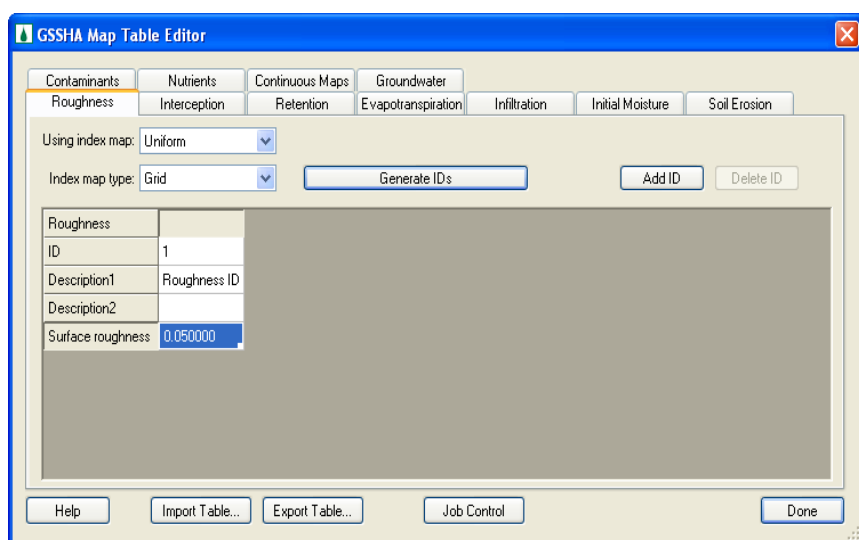 GSSHA Map Table Editor
Contaminants Nutrients Continuous Maps Groundwater
Roughness Interception Retention Evapotranspiration Infiltration Initial Moisture Soil Erosion
Using index map: Uniform
Index map type: Grid Generate IDs Add ID Delete ID
Roughness
ID 1
Description1 Roughness ID
Description2
Surface roughness 0.050000
Help Import Table... Export Table... Job Control Done